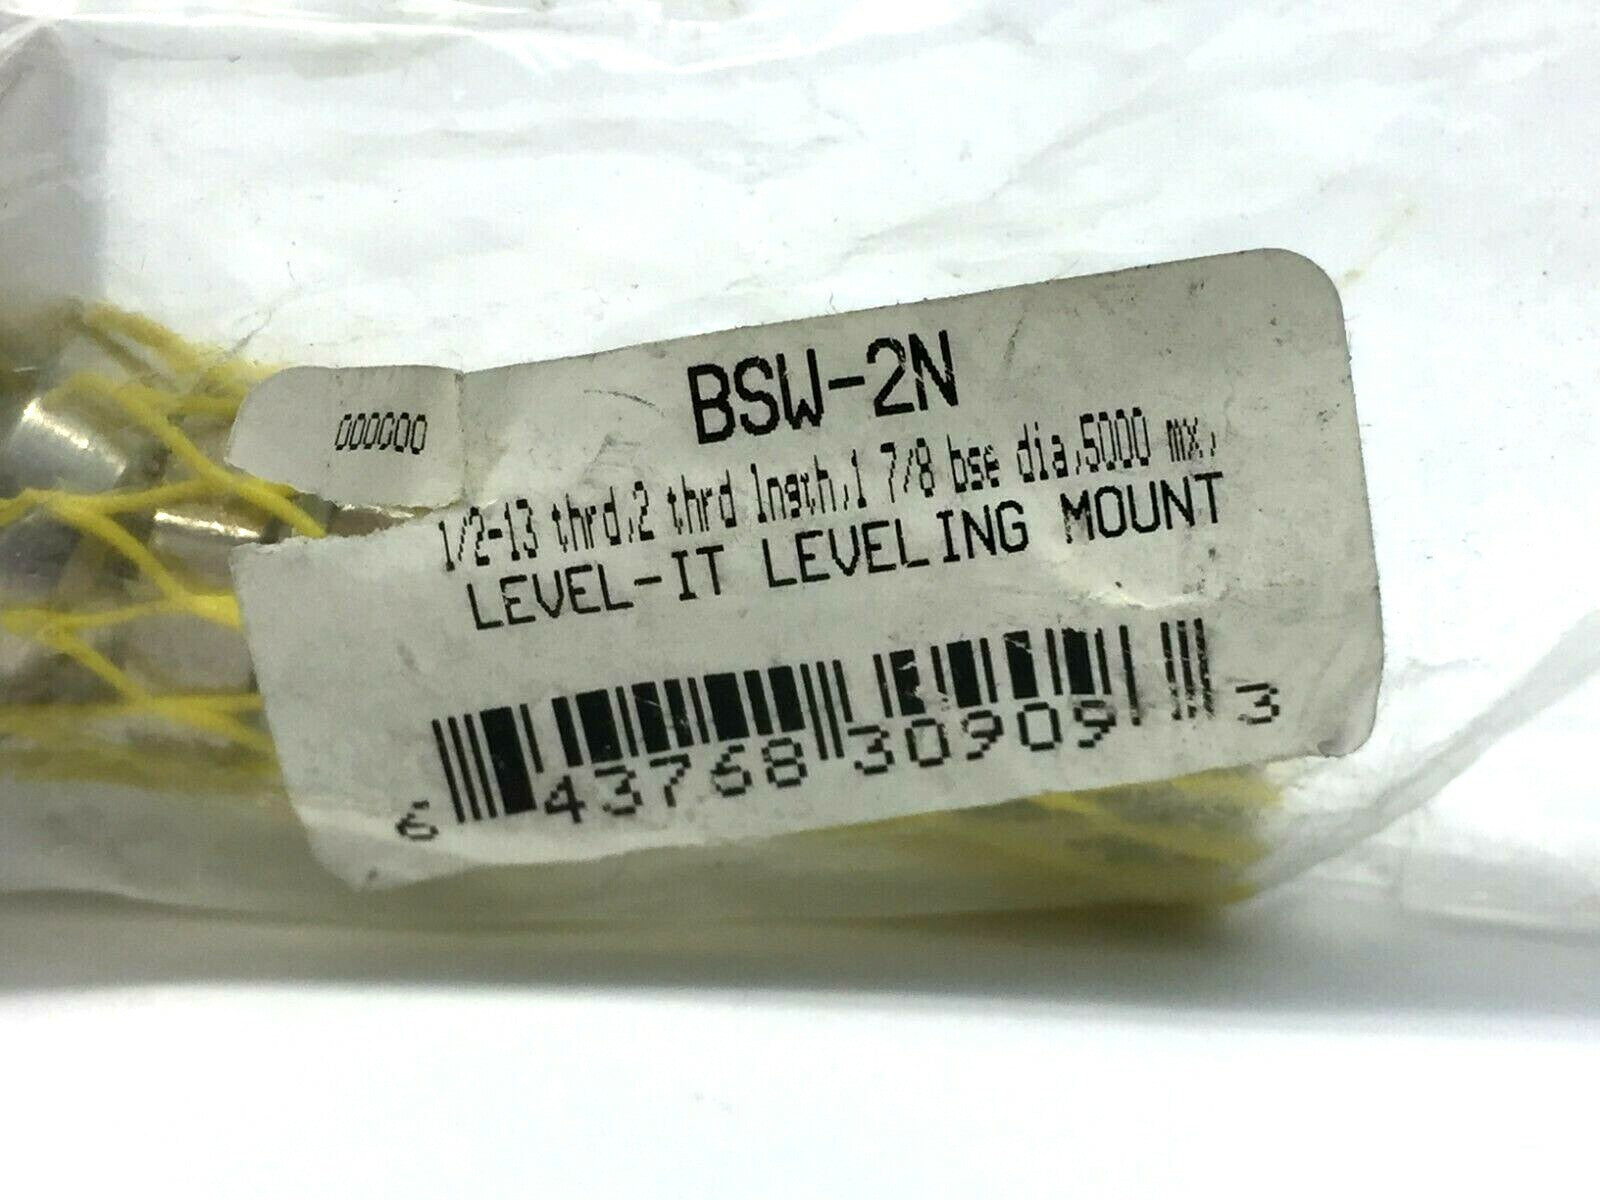 BSW-2N
000000
1/2-13 thrd,2 thrd lngth,1 7/8 bse dia,5000 mx,
LEVEL-IT LEVELING MOUNT
6 43768 30909 3